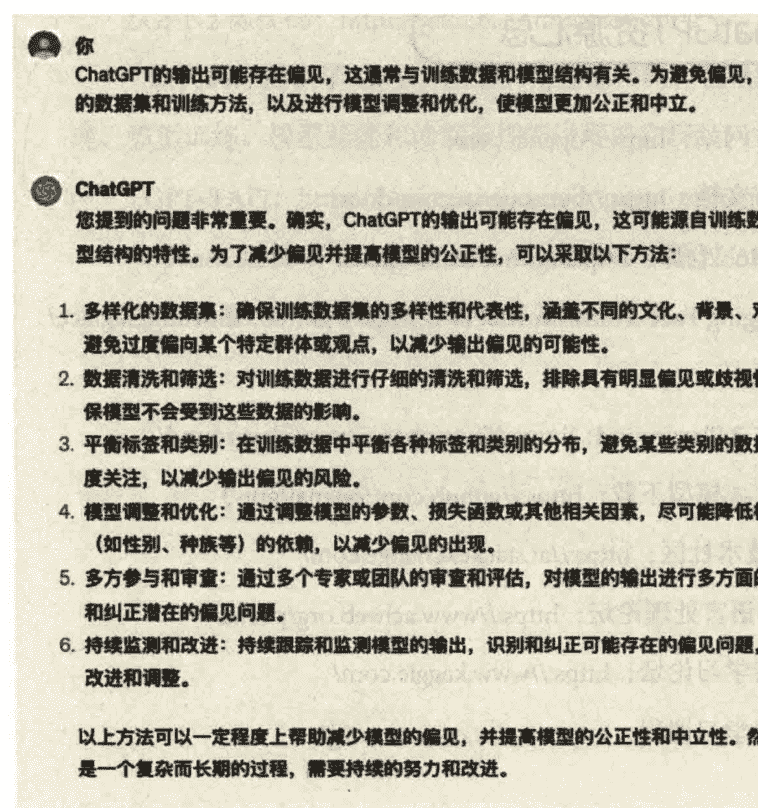 你
ChatGPT的输出可能存在偏见，这通常与训练数据和模型结构有关。为避免偏见，
的数据集和训练方法，以及进行模型调整和优化，使模型更加公正和中立。
ChatGPT
您提到的问题非常重要。确实，ChatGPT的输出可能存在偏见，这可能源自训练数
型结构的特性。为了减少偏见并提高模型的公正性，可以采取以下方法：
1. 多样化的数据集：确保训练数据集的多样性和代表性，涵盖不同的文化、背景、
避免过度偏向某个特定群体或观点，以减少输出偏见的可能性。
2. 数据清洗和筛选：对训练数据进行仔细的清洗和筛选，排除具有明显偏见或歧视
保模型不会受到这些数据的影响。
3. 平衡标签和类别：在训练数据中平衡各种标签和类别的分布，避免某些类别的数
度关注，以减少输出偏见的风险。
4. 模型调整和优化：通过调整模型的参数、损失函数或其他相关因素，尽可能降低
（如性别、种族等）的依赖，以减少偏见的出现。
5. 多方参与和审查：通过多个专家或团队的审查和评估，对模型的输出进行多方面
和纠正潜在的偏见问题。
6. 持续监测和改进：持续跟踪和监测模型的输出，识别和纠正可能存在的偏见问题，
改进和调整。
以上方法可以一定程度上帮助减少模型的偏见，并提高模型的公正性和中立性。
是一个复杂而长期的过程，需要持续的努力和改进。